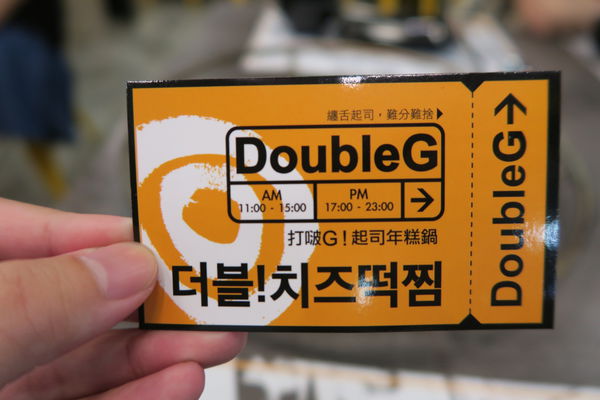 纏舌起司，難分難捨
DoubleG
AM
11:00 - 15:00
PM
17:00 - 23:00
打啵G！起司年糕鍋
더블!치즈떡찜
DoubleG